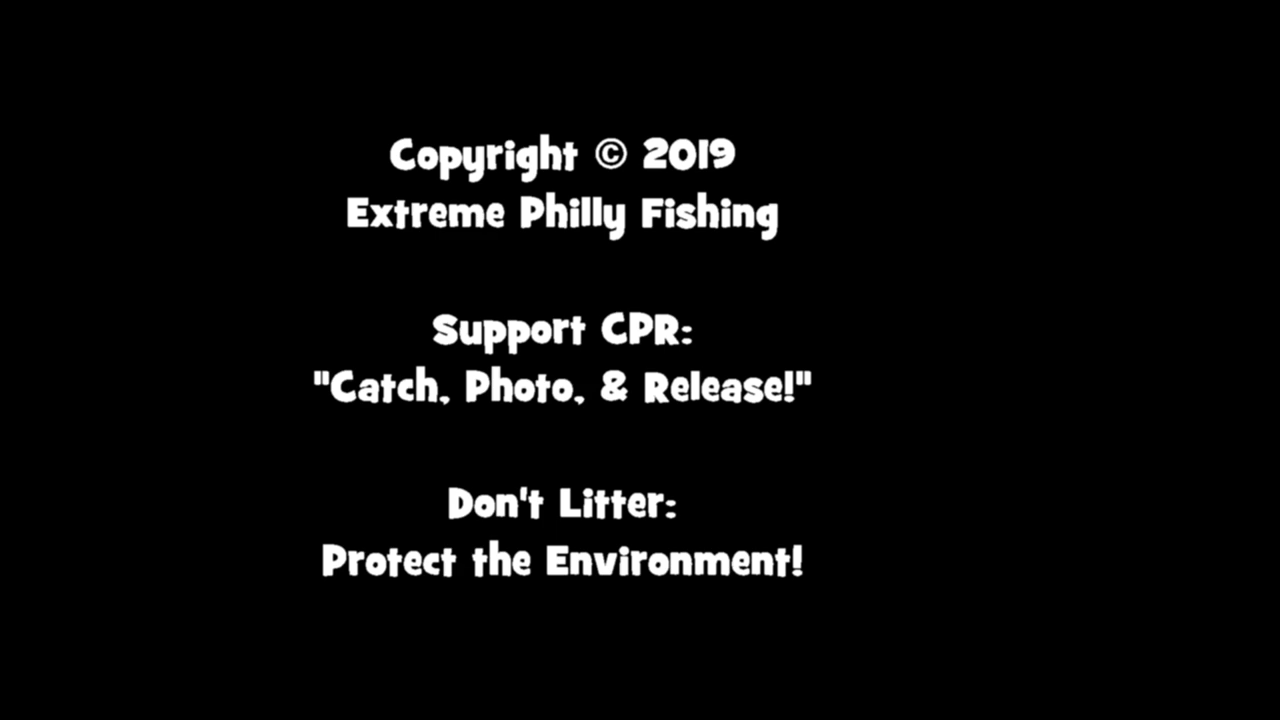 Copyright © 2019
Extreme Philly Fishing
Support CPR:
"Catch, Photo, & Release!"
Don't Litter:
Protect the Environment!